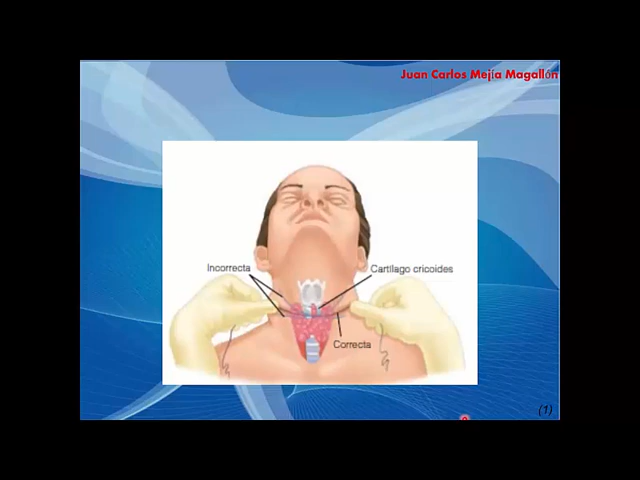 Juan Carlos Mejía Magallón
Incorrecta
Cartílago cricoides
Correcta
(1)